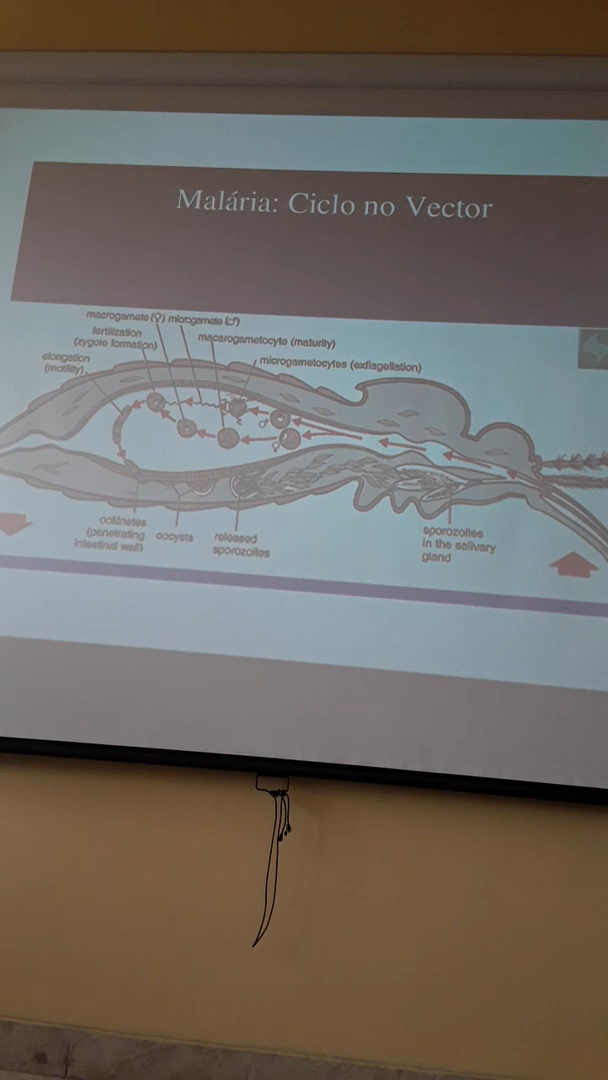 Malária: Ciclo no Vector
macrogamete (♀) microgamete (♂)
fertilization
(zygote formation)
macarogametocyte (maturity)
elongation
(motility)
microgametocytes (exflagellation)
♂
♀
ookinetes
(penetrating
intestinal wall)
oocysts
released
sporozoites
sporozoites
in the salivary
gland